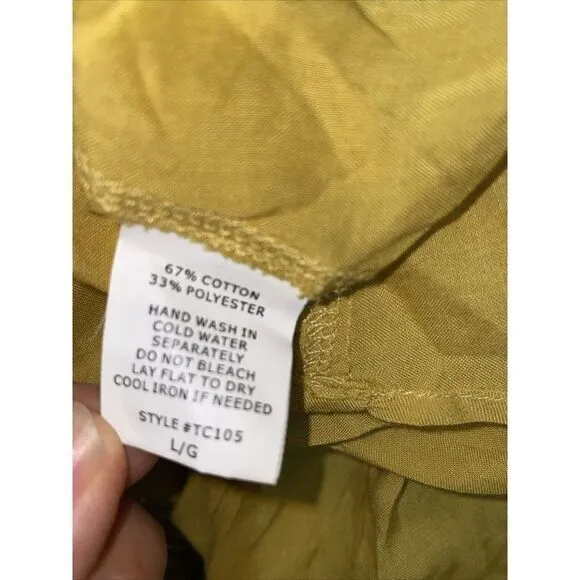 67% COTTON
33% POLYESTER
HAND WASH IN
COLD WATER
SEPARATELY
DO NOT BLEACH
LAY FLAT TO DRY
COOL IRON IF NEEDED
STYLE #TC105
L/G